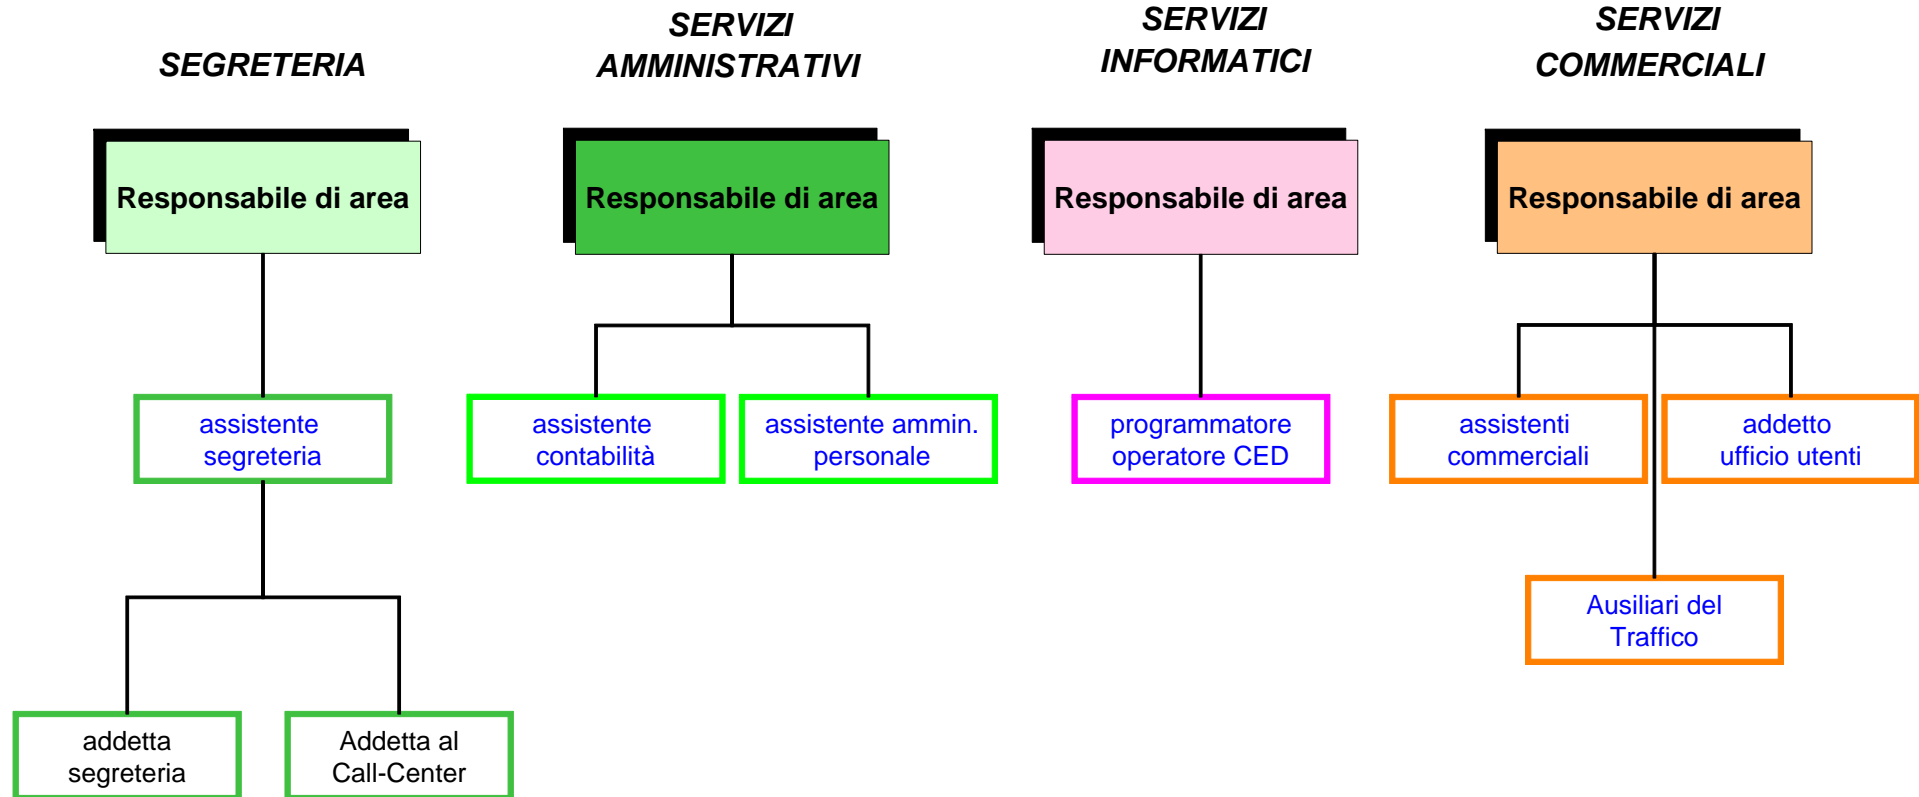 SEGRETERIA
SERVIZI
AMMINISTRATIVI
SERVIZI
INFORMATICI
SERVIZI
COMMERCIALI
Responsabile di area
Responsabile di area
Responsabile di area
Responsabile di area
assistente
segreteria
assistente
contabilità
assistente ammin.
personale
programmatore
operatore CED
assistenti
commerciali
addetto
ufficio utenti
Ausiliari del
Traffico
addetta
segreteria
Addetta al
Call-Center